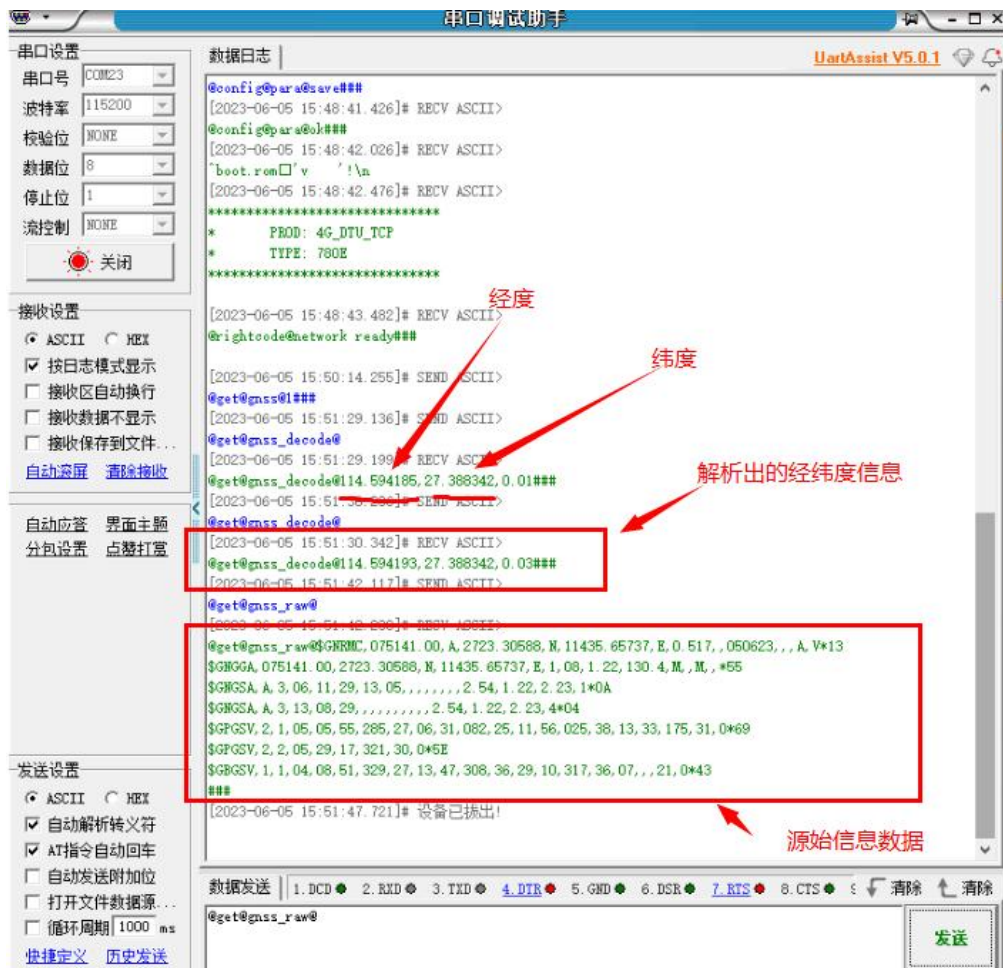 串口调试助手
串口设置
串口号 COM23
波特率 115200
校验位 NONE
数据位 8
停止位 1
流控制 NONE
关闭
接收设置
ASCII HEX
按日志模式显示
接收区自动换行
接收数据不显示
接收保存到文件...
自动滚屏 清除接收
自动应答 界面主题
分包设置 点赞打赏
发送设置
ASCII HEX
自动解析转义符
AT指令自动回车
自动发送附加位
打开文件数据源...
循环周期 1000 ms
快捷定义 历史发送
数据日志
UartAssist V5.0.1
@config@para@save###
[2023-06-05 15:48:41.426]# RECV ASCII>
@config@para@ok###
[2023-06-05 15:48:42.026]# RECV ASCII>
`boot.rom□'v ′!\n
[2023-06-05 15:48:42.476]# RECV ASCII>
******************************
* PROD: 4G_DTU_TCP
* TYPE: 780E
******************************
经度
[2023-06-05 15:48:43.482]# RECV ASCII>
@rightcode@network ready###
纬度
[2023-06-05 15:50:14.255]# SEND ASCII>
@get@gnss@1###
[2023-06-05 15:51:29.136]# SEND ASCII>
@get@gnss_decode@
[2023-06-05 15:51:29.199]# RECV ASCII>
@get@gnss_decode@114.594185,27.388342,0.01###
解析出的经纬度信息
SEND ASCII>
@get@gnss_decode@
[2023-06-05 15:51:30.342]# RECV ASCII>
@get@gnss_decode@114.594193,27.388342,0.03###
[2023-06-05 15:51:42.117]# SEND ASCII>
@get@gnss_raw@
@get@gnss_raw@$GNRMC,075141.00,A,2723.30588,N,11435.65737,E,0.517,,050623,,,A,V*13
$GNGGA,075141.00,2723.30588,N,11435.65737,E,1,08,1.22,130.4,M,,M,,*55
$GNGSA,A,3,06,11,29,13,05,,,,,,,,2.54,1.22,2.23,1*0A
$GNGSA,A,3,13,08,29,,,,,,,,,,2.54,1.22,2.23,4*04
$GPGSV,2,1,05,05,55,285,27,06,31,082,25,11,56,025,38,13,33,175,31,0*69
$GPGSV,2,2,05,29,17,321,30,0*5E
$GBGSV,1,1,04,08,51,329,27,13,47,308,36,29,10,317,36,07,,,21,0*43
###
[2023-06-05 15:51:47.721]# 设备已拔出!
源始信息数据
数据发送 1.DCD 2.RXD 3.TXD 4.DTR 5.GND 6.DSR 7.RTS 8.CTS 清除 清除
@get@gnss_raw@
发送